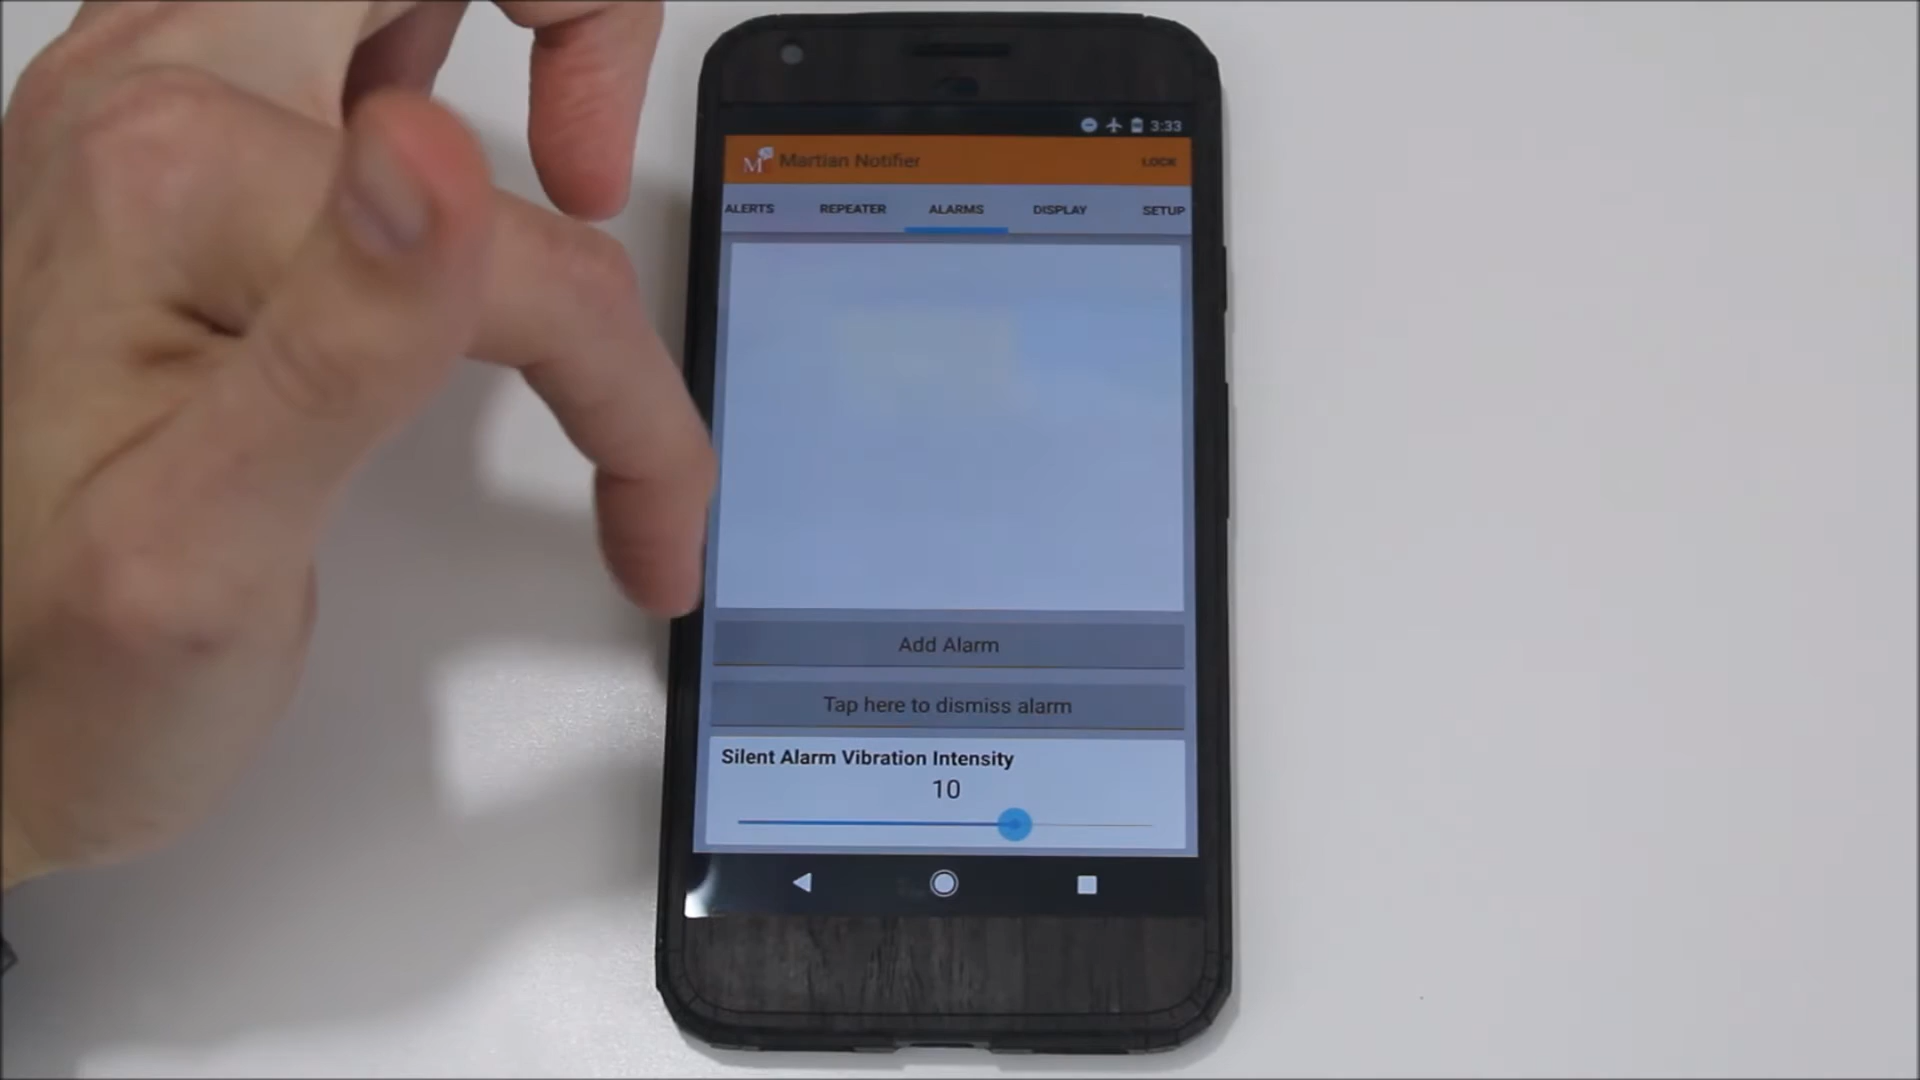 3:33
M Martian Notifier LOCK
ALERTS REPEATER ALARMS DISPLAY SETUP
Add Alarm
Tap here to dismiss alarm
Silent Alarm Vibration Intensity
10